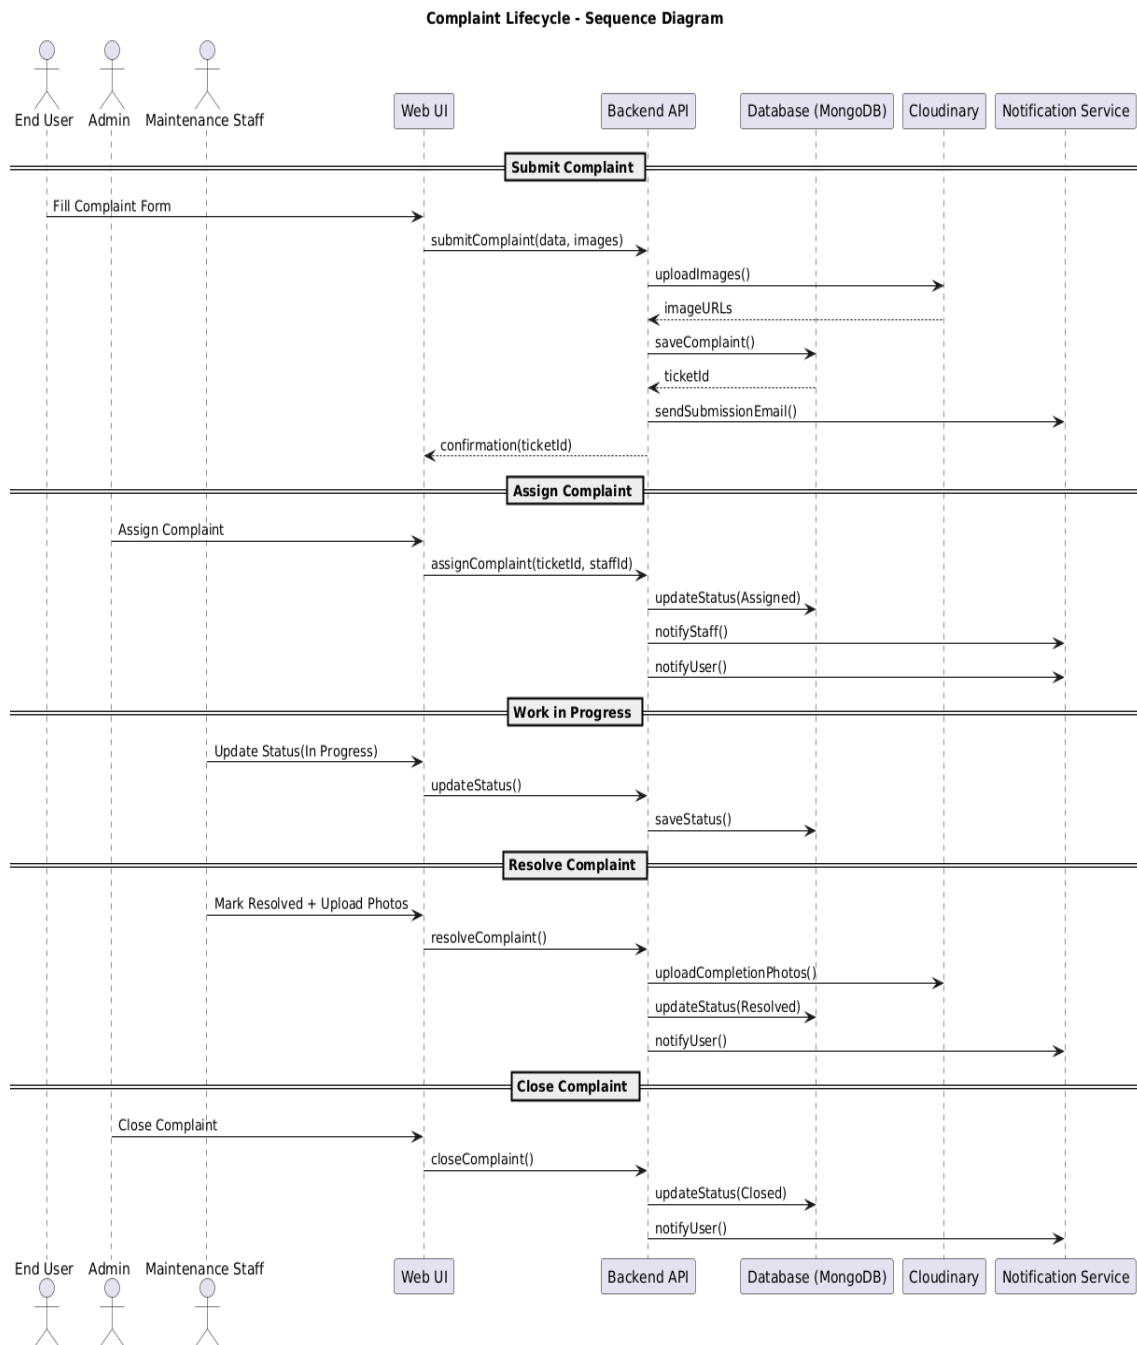 Complaint Lifecycle - Sequence Diagram
End User Admin Maintenance Staff Web UI Backend API Database (MongoDB) Cloudinary Notification Service
Submit Complaint
Fill Complaint Form
submitComplaint(data, images)
uploadImages()
imageURLs
saveComplaint()
ticketId
sendSubmissionEmail()
confirmation(ticketId)
Assign Complaint
Assign Complaint
assignComplaint(ticketId, staffId)
updateStatus(Assigned)
notifyStaff()
notifyUser()
Work in Progress
Update Status(In Progress)
updateStatus()
saveStatus()
Resolve Complaint
Mark Resolved + Upload Photos
resolveComplaint()
uploadCompletionPhotos()
updateStatus(Resolved)
notifyUser()
Close Complaint
Close Complaint
closeComplaint()
updateStatus(Closed)
notifyUser()
End User Admin Maintenance Staff Web UI Backend API Database (MongoDB) Cloudinary Notification Service